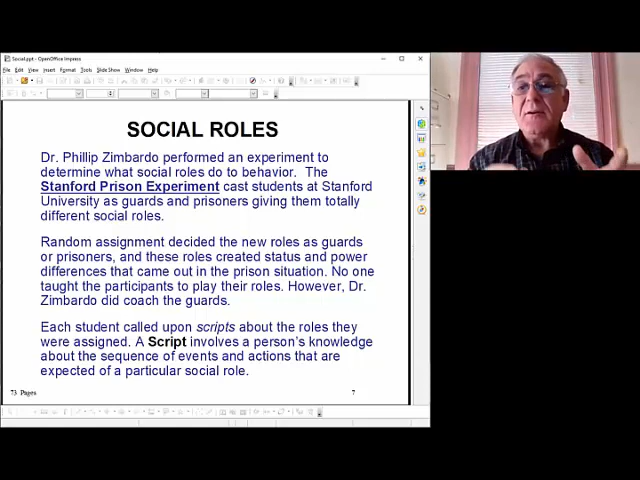 Social.ppt - OpenOffice Impress
File Edit View Insert Format Tools Slide Show Window Help
SOCIAL ROLES
Dr. Phillip Zimbardo performed an experiment to
determine what social roles do to behavior. The
Stanford Prison Experiment cast students at Stanford
University as guards and prisoners giving them totally
different social roles.
Random assignment decided the new roles as guards
or prisoners, and these roles created status and power
differences that came out in the prison situation. No one
taught the participants to play their roles. However, Dr.
Zimbardo did coach the guards.
Each student called upon scripts about the roles they
were assigned. A Script involves a person's knowledge
about the sequence of events and actions that are
expected of a particular social role.
73 Pages 7